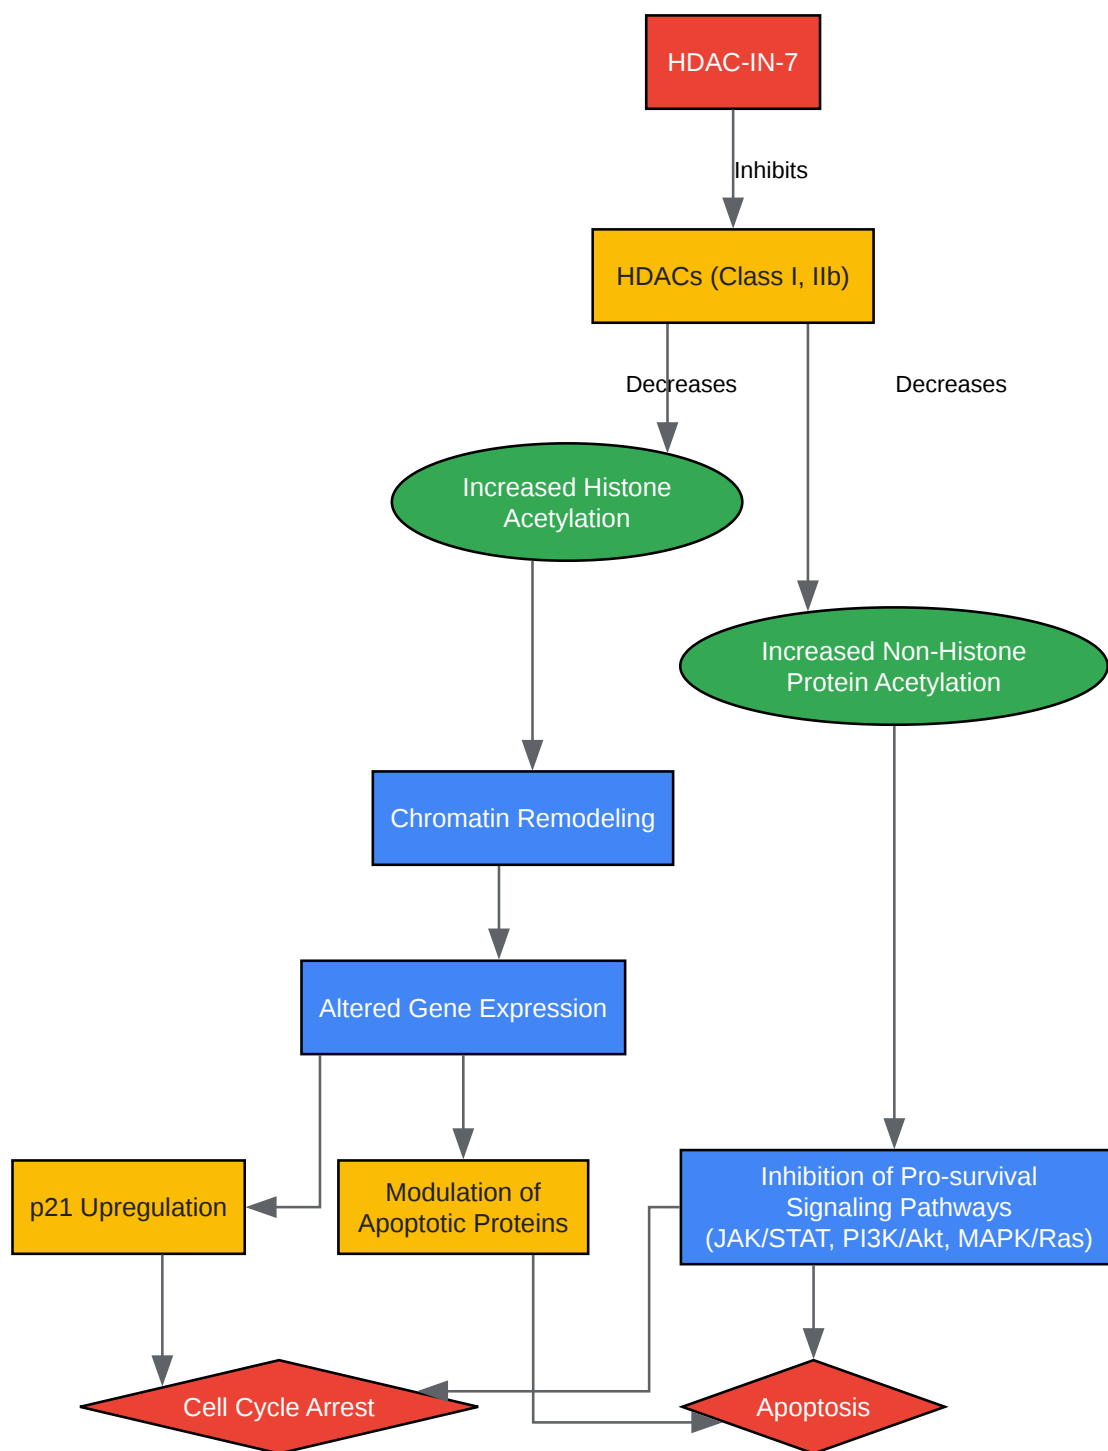 HDAC-IN-7
Inhibits
HDACs (Class I, IIb)
Decreases
Decreases
Increased Histone
Acetylation
Increased Non-Histone
Protein Acetylation
Chromatin Remodeling
Altered Gene Expression
p21 Upregulation
Modulation of
Apoptotic Proteins
Inhibition of Pro-survival
Signaling Pathways
(JAK/STAT, PI3K/Akt, MAPK/Ras)
Cell Cycle Arrest
Apoptosis